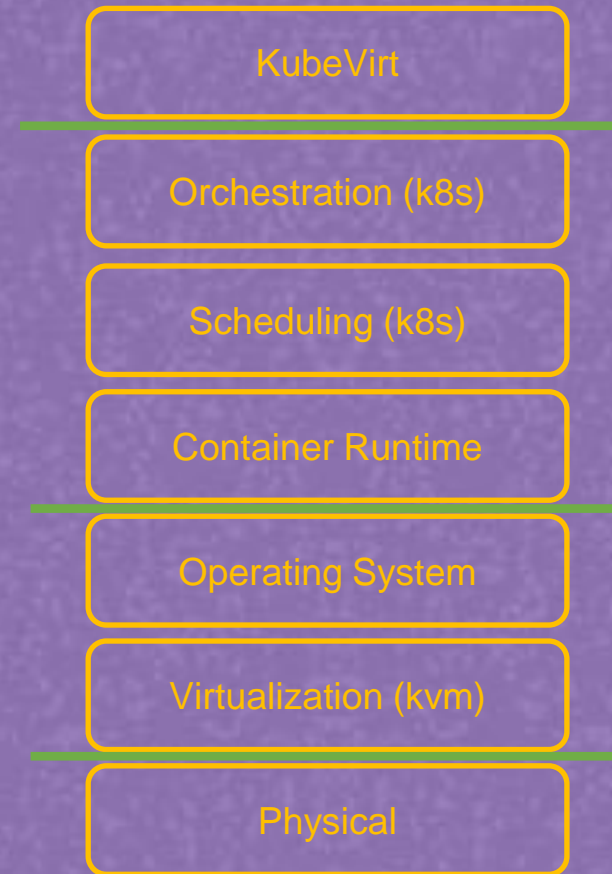 KubeVirt
Orchestration (k8s)
Scheduling (k8s)
Container Runtime
Operating System
Virtualization (kvm)
Physical